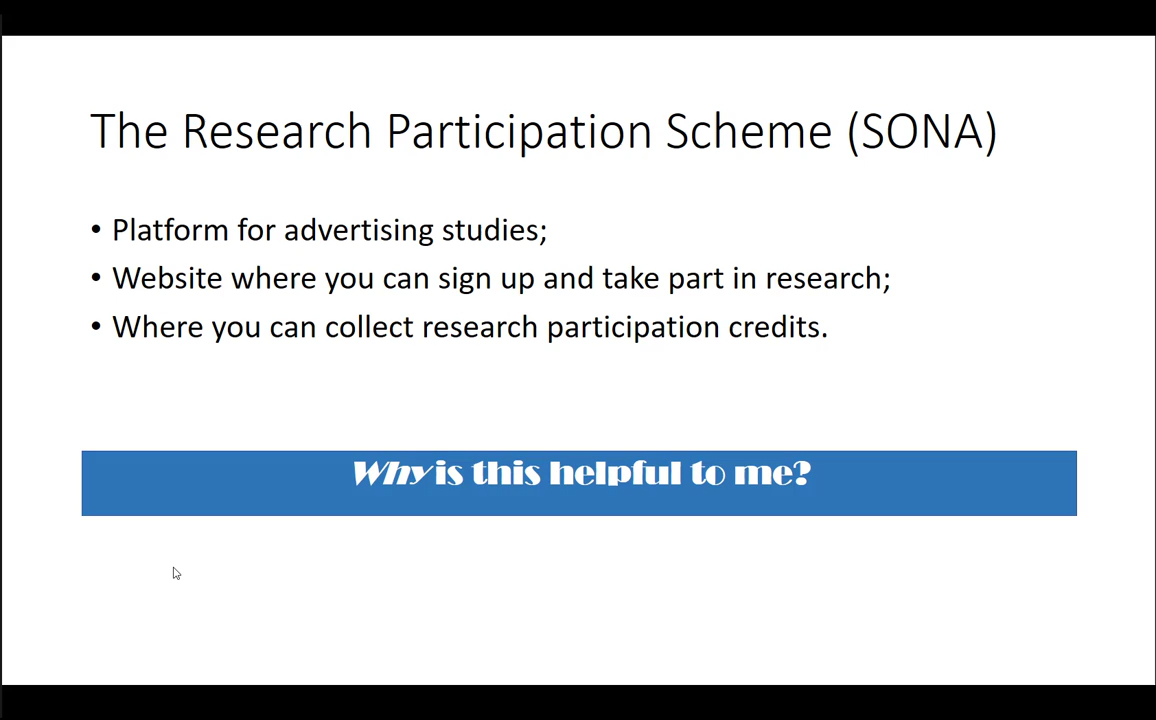 The Research Participation Scheme (SONA)
• Platform for advertising studies;
• Website where you can sign up and take part in research;
• Where you can collect research participation credits.
Why is this helpful to me?